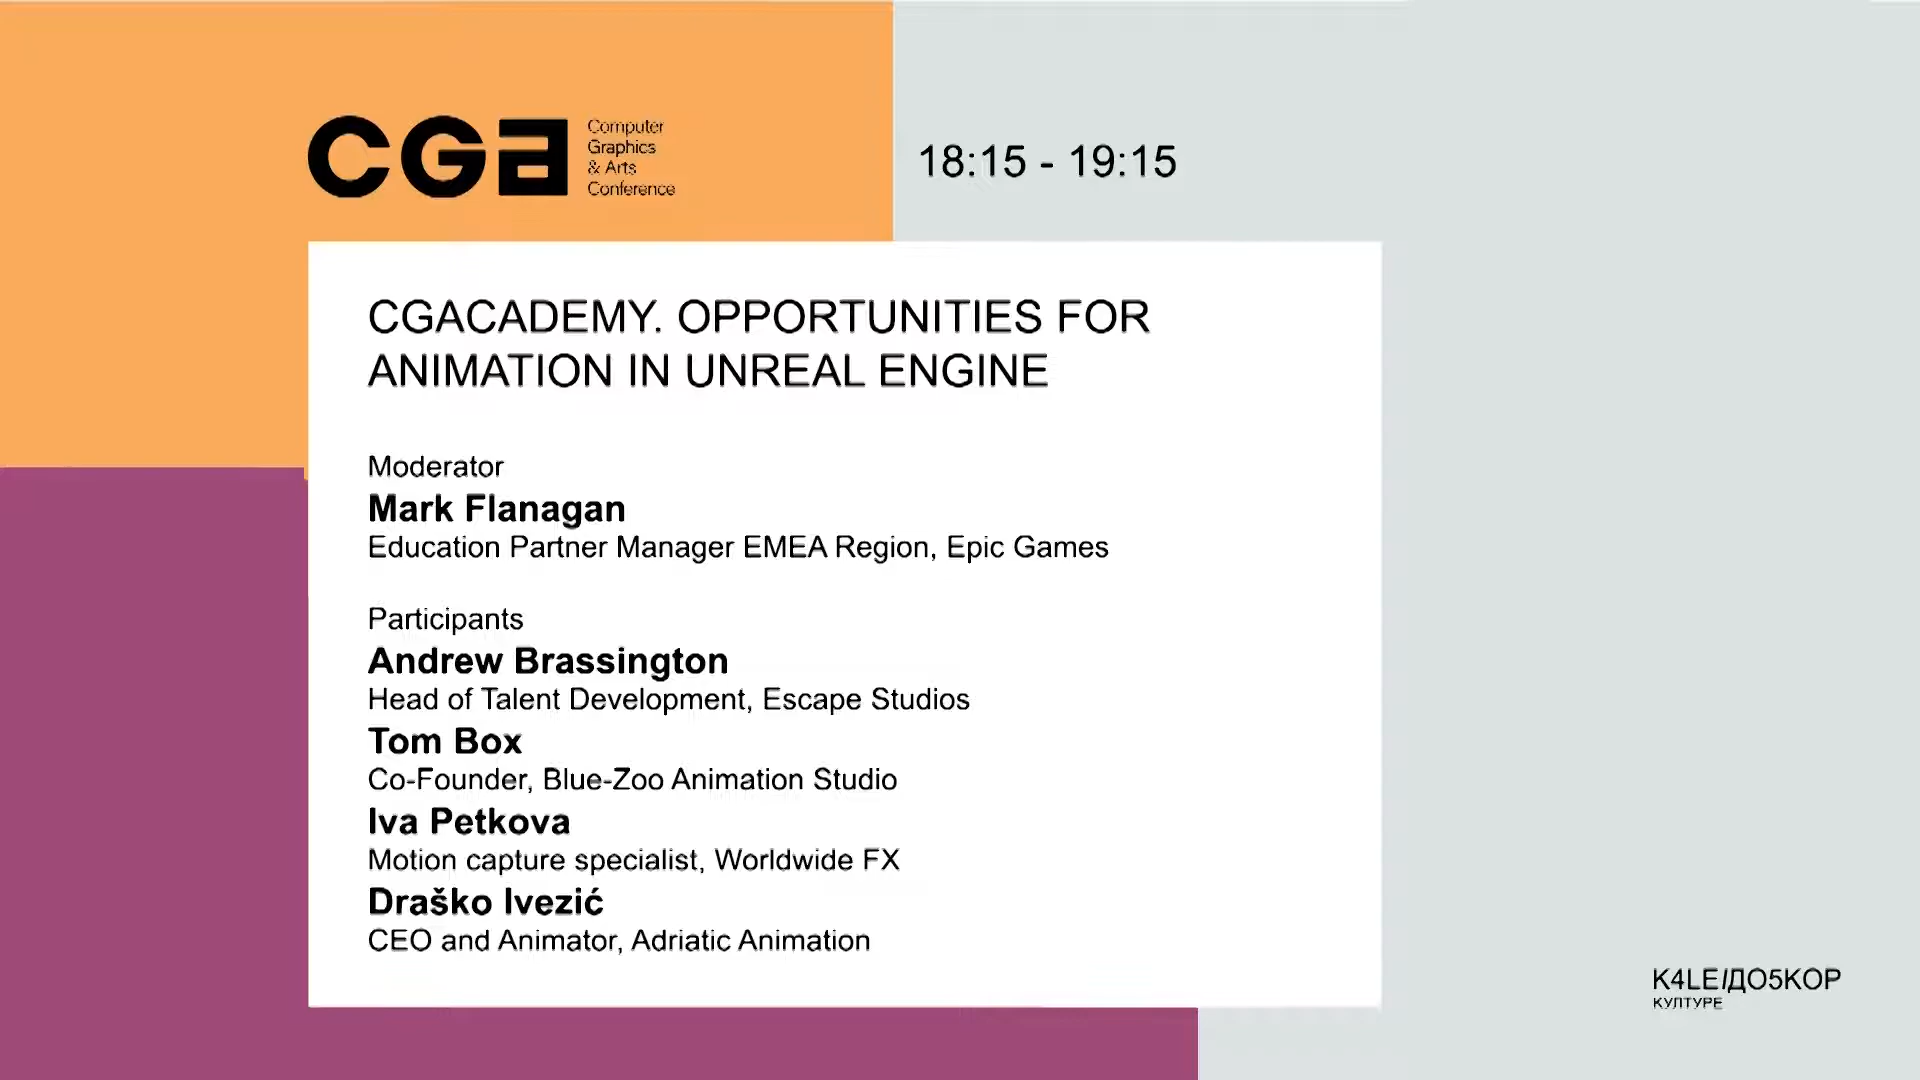 CGA
Computer
Graphics
& Arts
Conference
18:15 - 19:15
CGACADEMY. OPPORTUNITIES FOR
ANIMATION IN UNREAL ENGINE
Moderator
Mark Flanagan
Education Partner Manager EMEA Region, Epic Games
Participants
Andrew Brassington
Head of Talent Development, Escape Studios
Tom Box
Co-Founder, Blue-Zoo Animation Studio
Iva Petkova
Motion capture specialist, Worldwide FX
Draško Ivezić
CEO and Animator, Adriatic Animation
K4LEIДO5KOP
КУЛТУРЕ